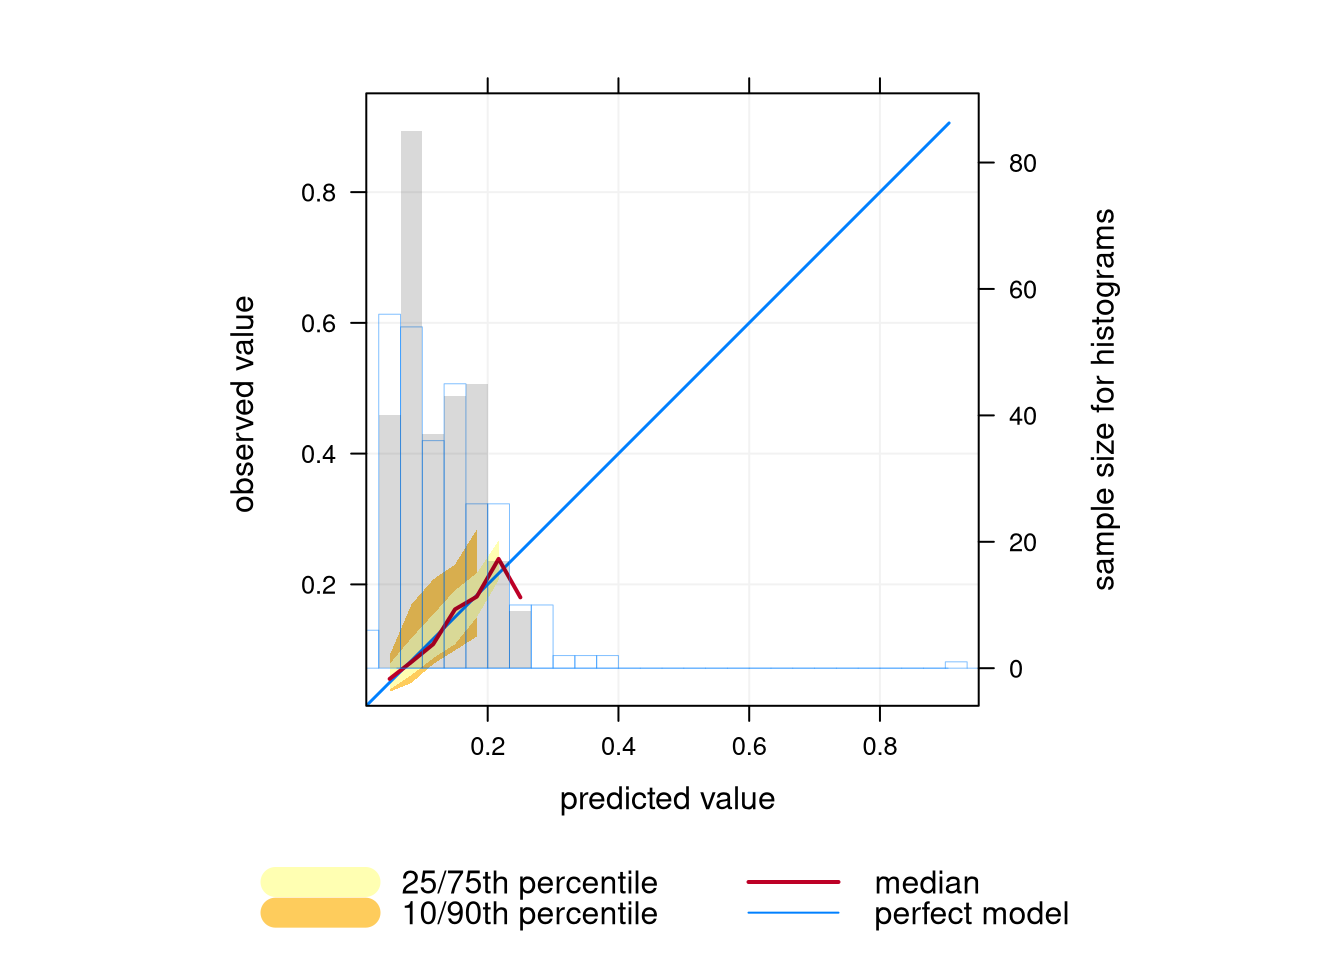 observed value
0.8
0.6
0.4
0.2
80
60
40
20
0
sample size for histograms
0.2 0.4 0.6 0.8
predicted value
25/75th percentile
10/90th percentile
median
perfect model